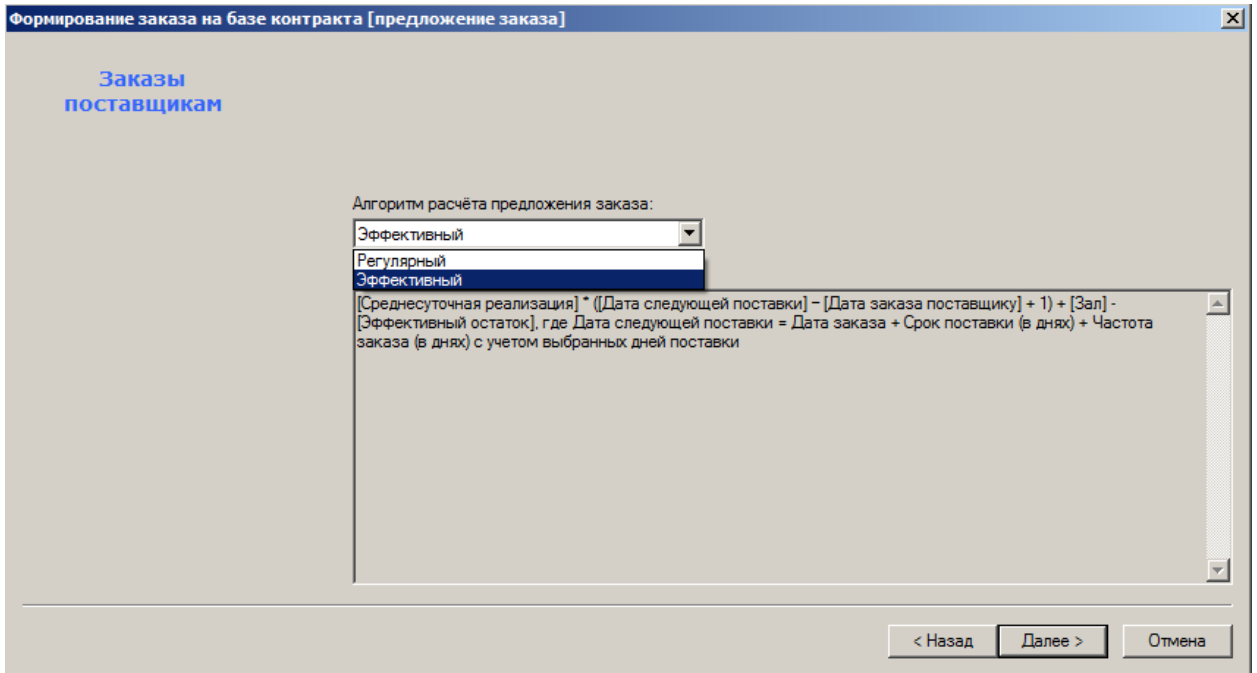 Формирование заказа на базе контракта [предложение заказа]
Заказы
поставщикам
Алгоритм расчёта предложения заказа:
Эффективный
Регулярный
Эффективный
[Среднесуточная реализация] * ([Дата следующей поставки] – [Дата заказа поставщику] + 1) + [Зал] -
[Эффективный остаток], где Дата следующей поставки = Дата заказа + Срок поставки (в днях) + Частота
заказа (в днях) с учетом выбранных дней поставки
< Назад
Далее >
Отмена